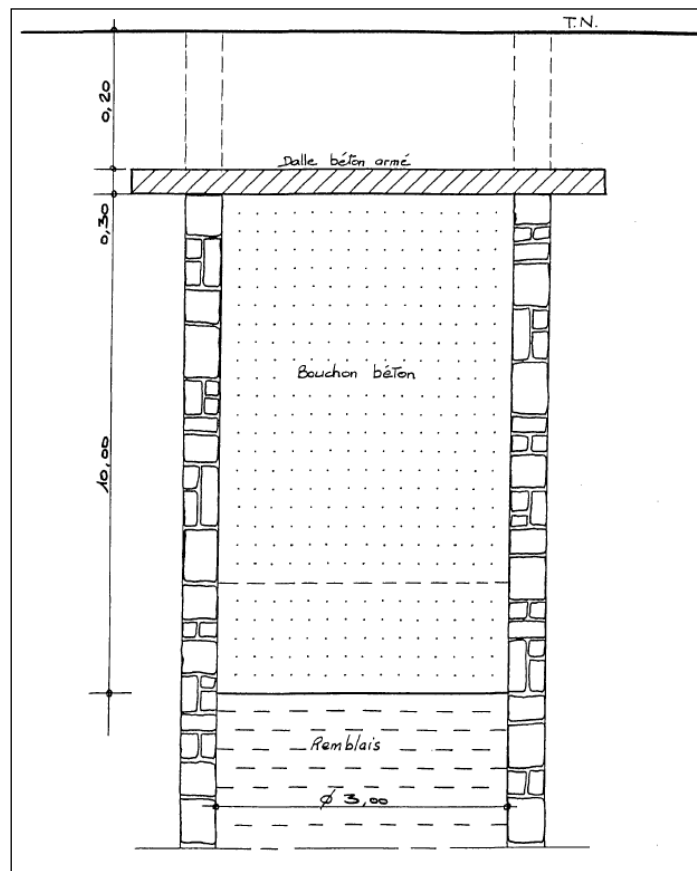 T.N.
0,20
Dalle béton armé
0,30
Bouchon béton
10,00
Remblais
Ø 3,00